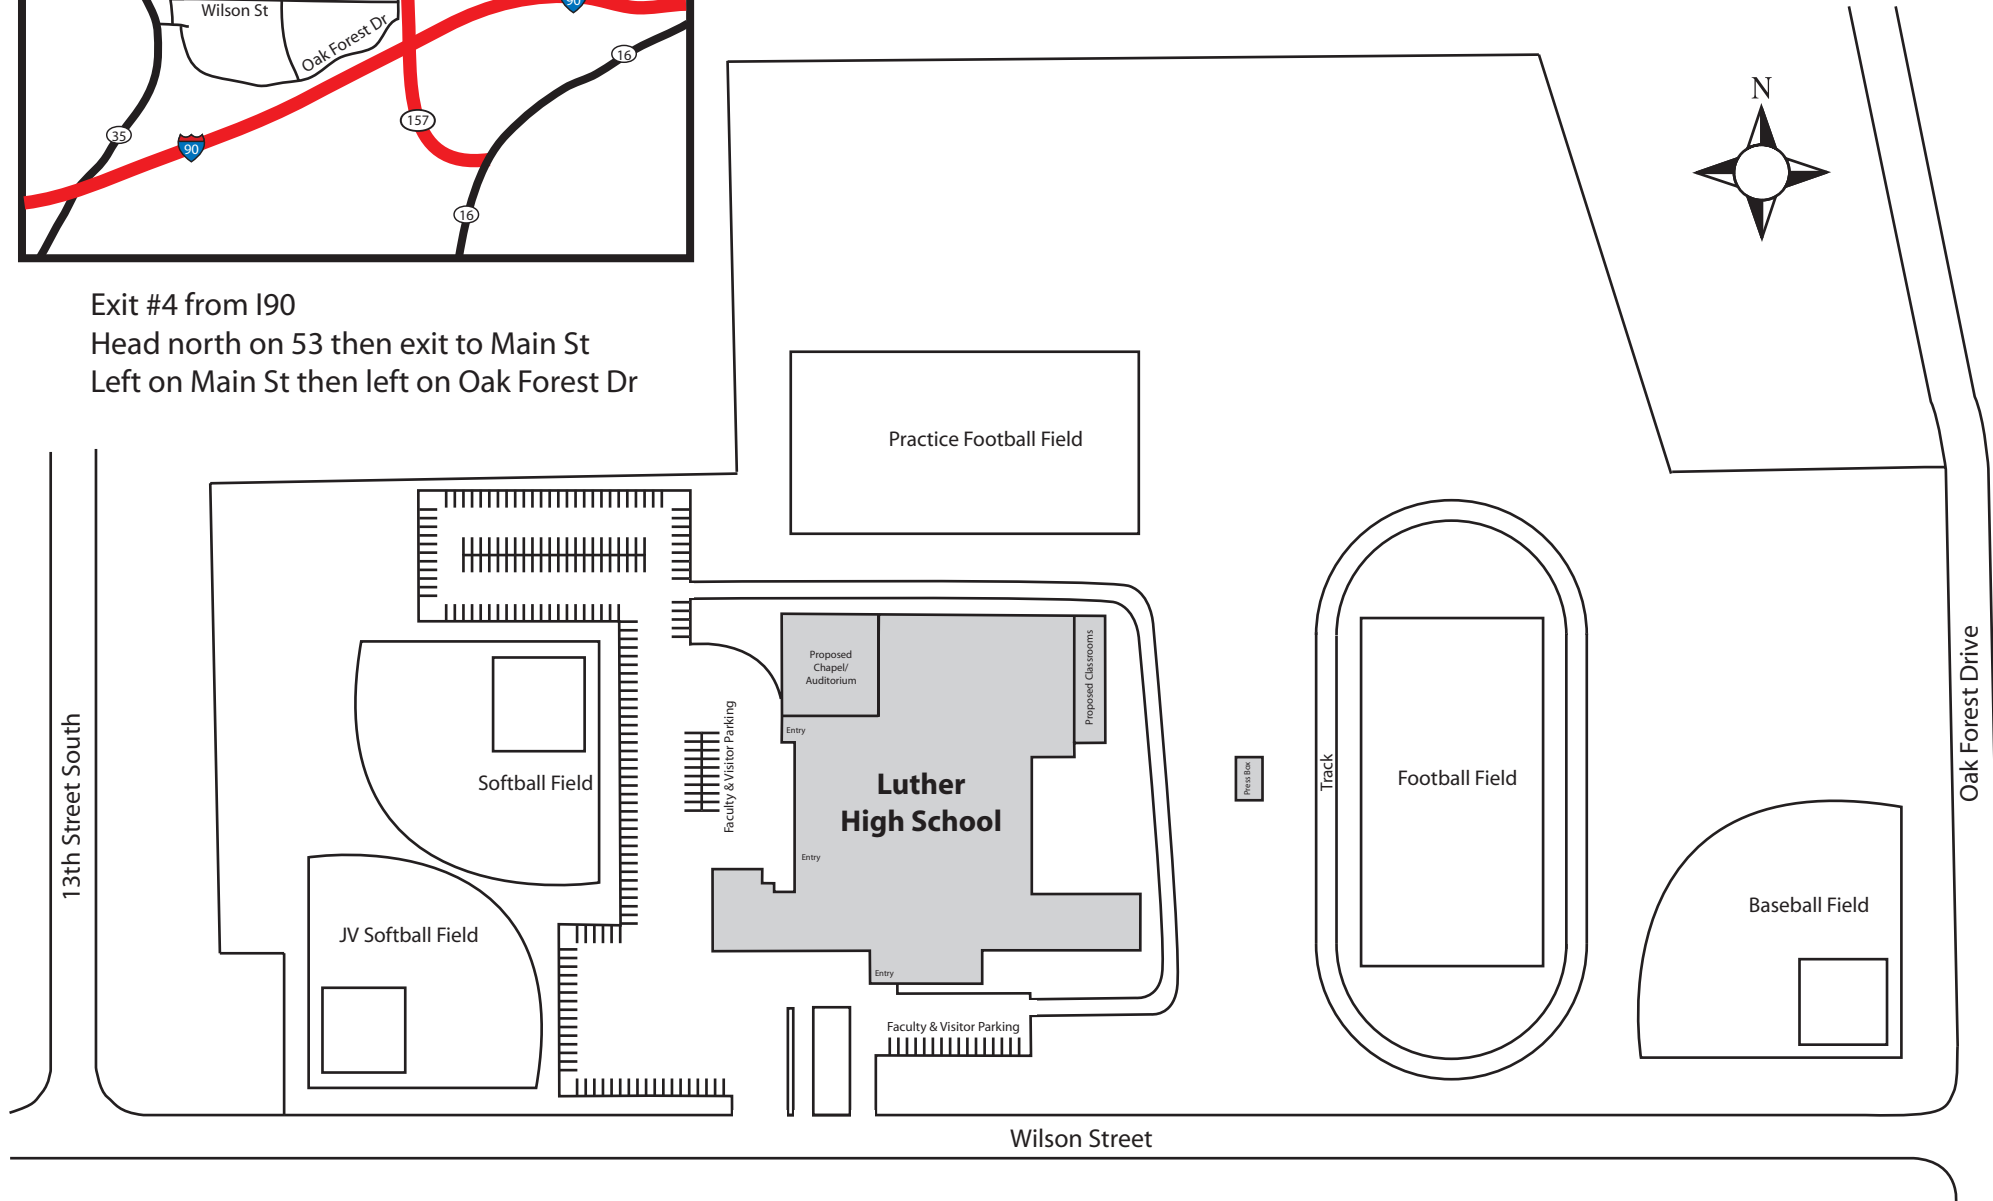 Wilson St
Oak Forest Dr
90
16
157
35
90
16
N
Exit #4 from I90
Head north on 53 then exit to Main St
Left on Main St then left on Oak Forest Dr
Practice Football Field
Proposed
Chapel/
Auditorium
Proposed Classrooms
Entry
Faculty & Visitor Parking
Softball Field
Luther
High School
Entry
Press Box
Track
Football Field
Oak Forest Drive
13th Street South
JV Softball Field
Baseball Field
Entry
Faculty & Visitor Parking
Wilson Street